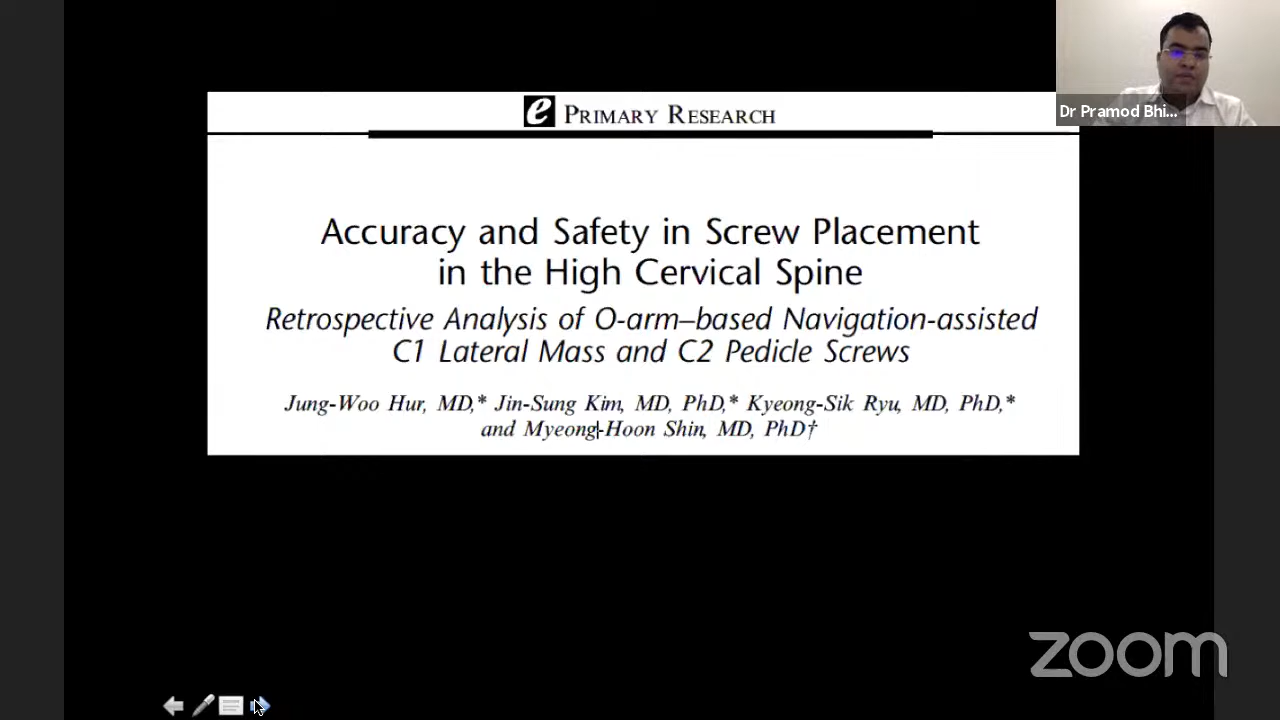 e PRIMARY RESEARCH
Accuracy and Safety in Screw Placement
in the High Cervical Spine
Retrospective Analysis of O-arm–based Navigation-assisted
C1 Lateral Mass and C2 Pedicle Screws
Jung-Woo Hur, MD,* Jin-Sung Kim, MD, PhD,* Kyeong-Sik Ryu, MD, PhD,*
and Myeong-Hoon Shin, MD, PhD†
Dr Pramod Bhi...
zoom